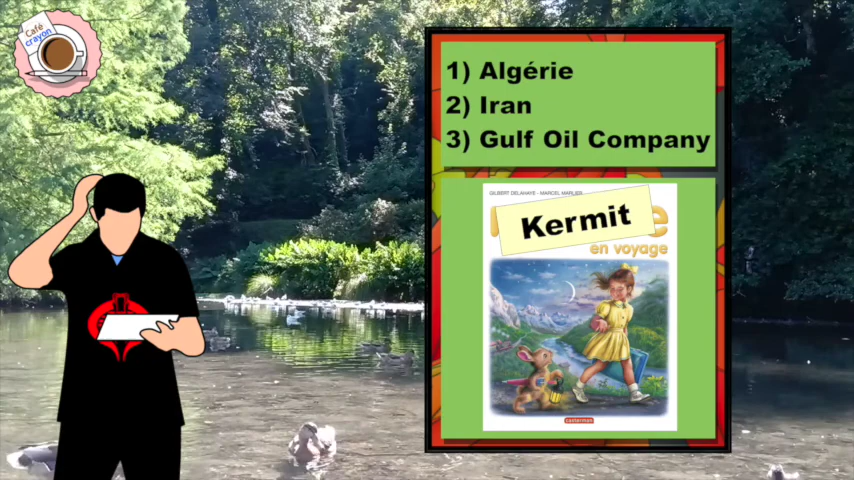 Café
crayon
1) Algérie
2) Iran
3) Gulf Oil Company
GILBERT DELAHAYE - MARCEL MARLIER
Kermit
e
en voyage
casterman